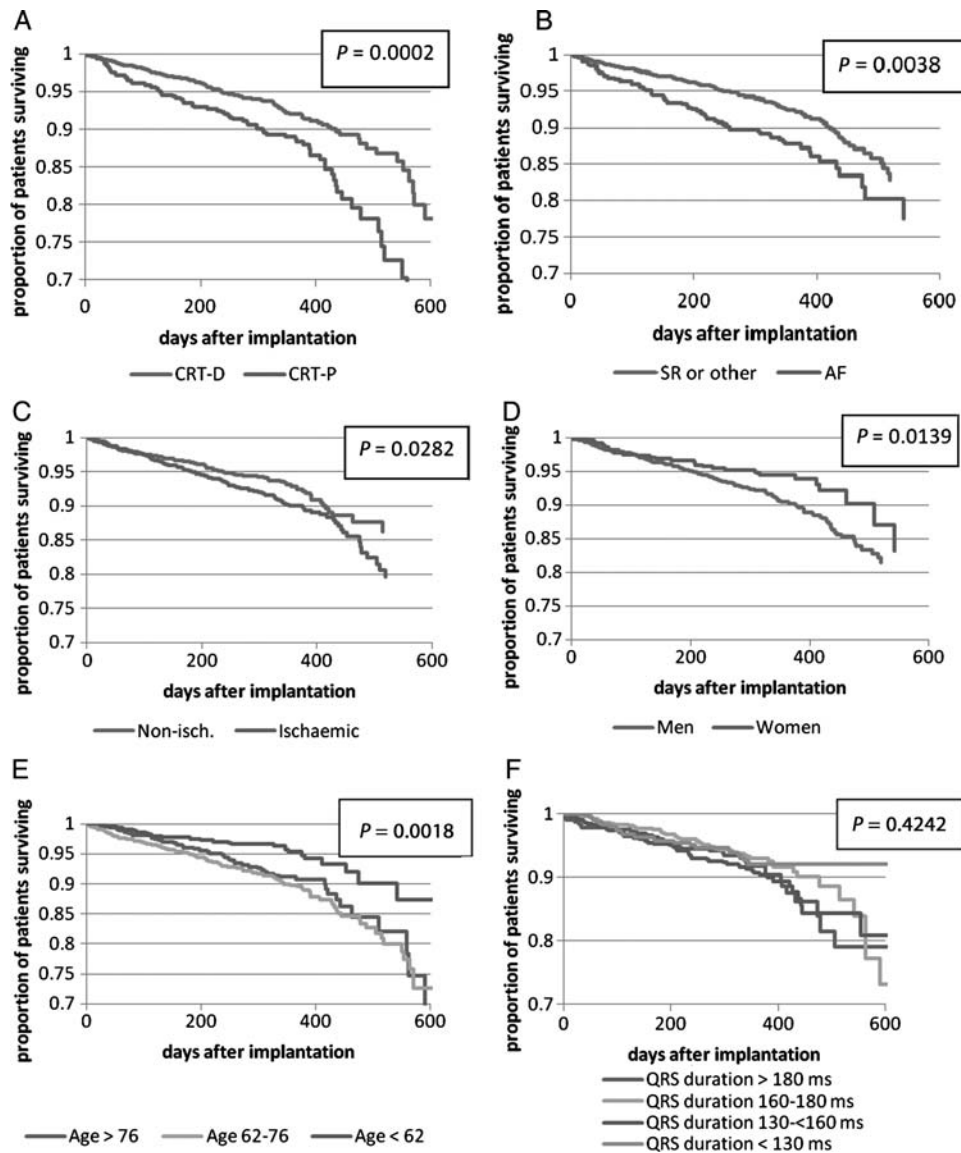 A
P = 0.0002
proportion of patients surviving
1
0.95
0.9
0.85
0.8
0.75
0.7
0 200 400 600
days after implantation
CRT-D CRT-P
B
P = 0.0038
proportion of patients surviving
1
0.95
0.9
0.85
0.8
0.75
0.7
0 200 400 600
days after implantation
SR or other AF
C
P = 0.0282
proportion of patients surviving
1
0.95
0.9
0.85
0.8
0.75
0.7
0 200 400 600
days after implantation
Non-isch. Ischaemic
D
P = 0.0139
proportion of patients surviving
1
0.95
0.9
0.85
0.8
0.75
0.7
0 200 400 600
days after implantation
Men Women
E
P = 0.0018
proportion of patients surviving
1
0.95
0.9
0.85
0.8
0.75
0.7
0 200 400 600
days after implantation
Age > 76 Age 62-76 Age < 62
F
P = 0.4242
proportion of patients surviving
1
0.9
0.8
0.7
0 200 400 600
days after implantation
QRS duration > 180 ms
QRS duration 160-180 ms
QRS duration 130-<160 ms
QRS duration < 130 ms